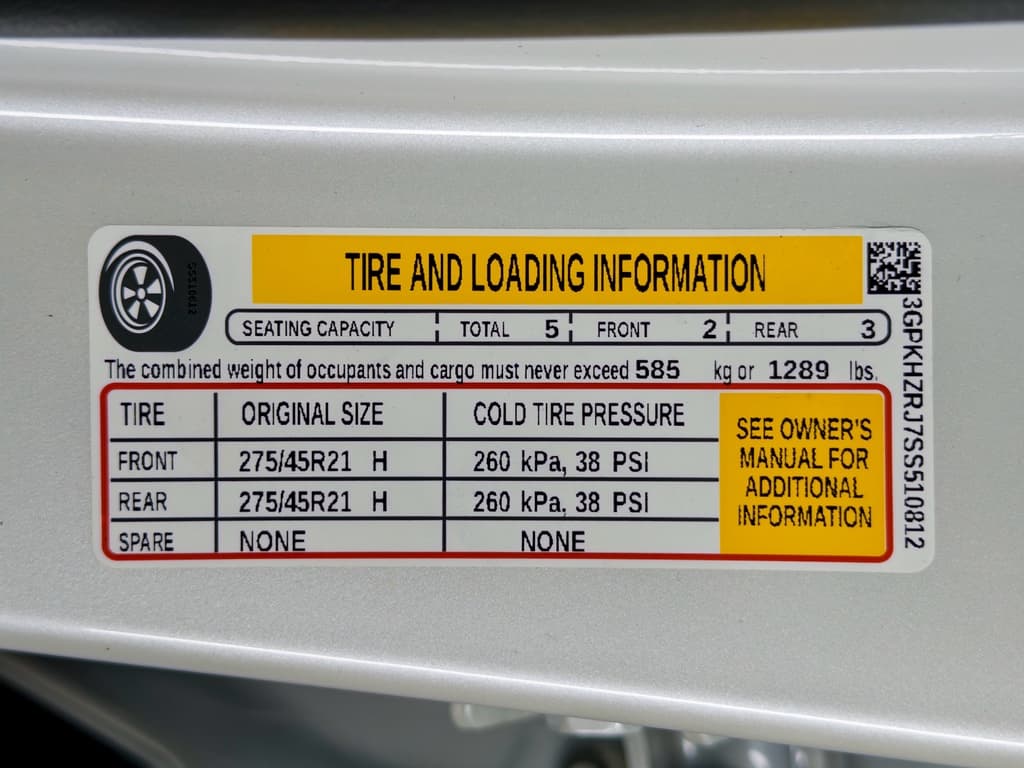 TIRE AND LOADING INFORMATION
SEATING CAPACITY TOTAL 5 FRONT 2 REAR 3
The combined weight of occupants and cargo must never exceed 585 kg or 1289 lbs.
TIRE ORIGINAL SIZE COLD TIRE PRESSURE
FRONT 275/45R21 H 260 kPa, 38 PSI
REAR 275/45R21 H 260 kPa, 38 PSI
SPARE NONE NONE
SEE OWNER'S
MANUAL FOR
ADDITIONAL
INFORMATION
3GPKHZRJ7SS510812